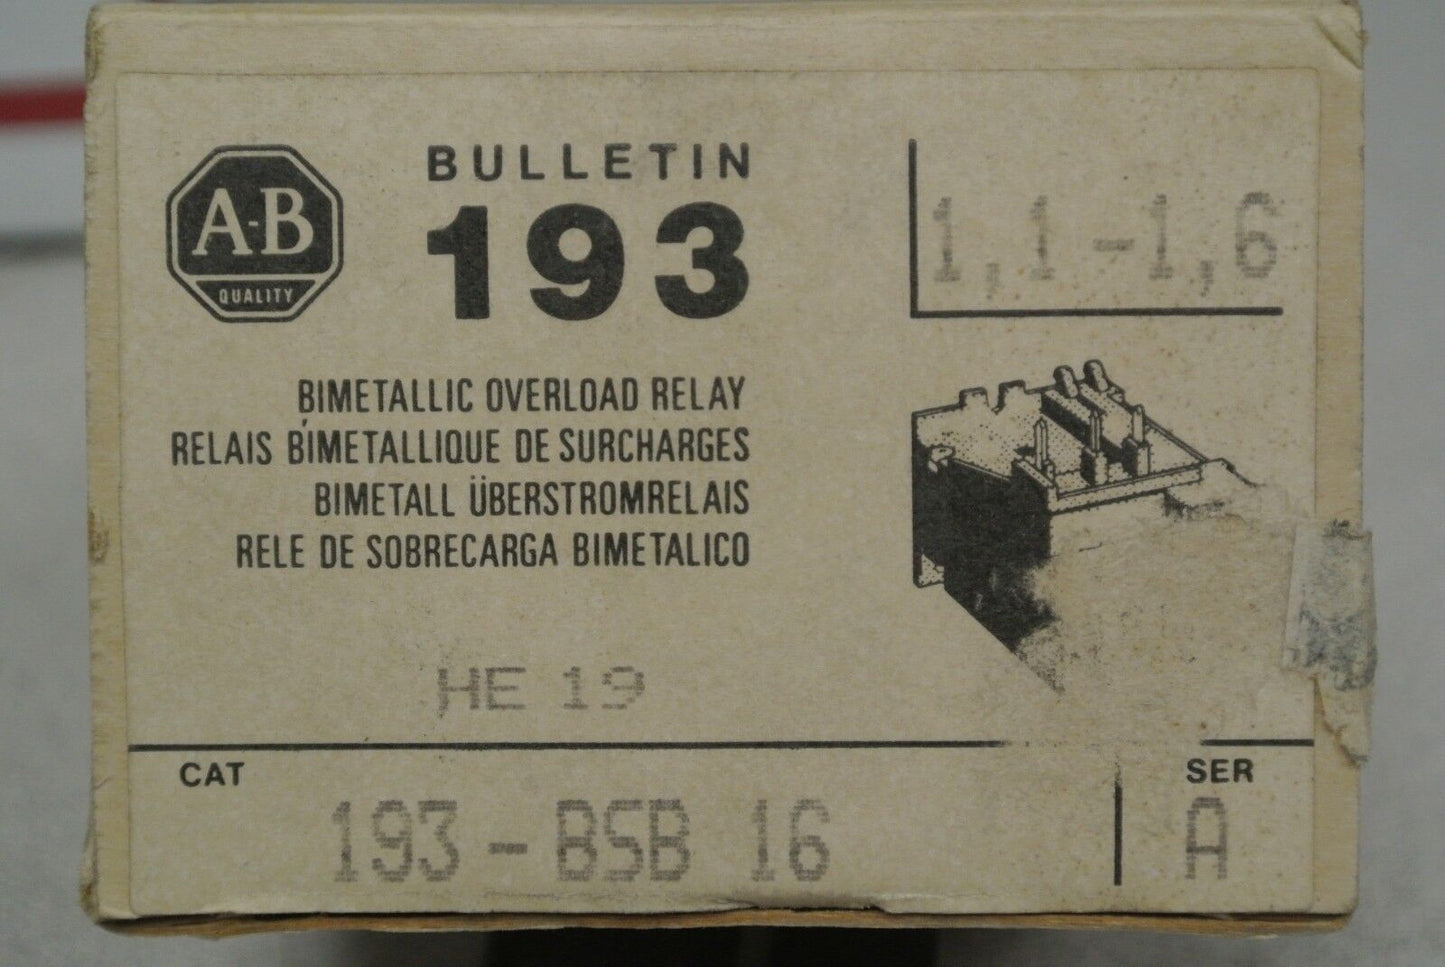 A-B
QUALITY
BULLETIN
193
1,1-1,6
BIMETALLIC OVERLOAD RELAY
RELAIS BIMETALLIQUE DE SURCHARGES
BIMETALL ÜBERSTROMRELAIS
RELE DE SOBRECARGA BIMETALICO
HE 19
CAT
193-BSB 16
SER
A